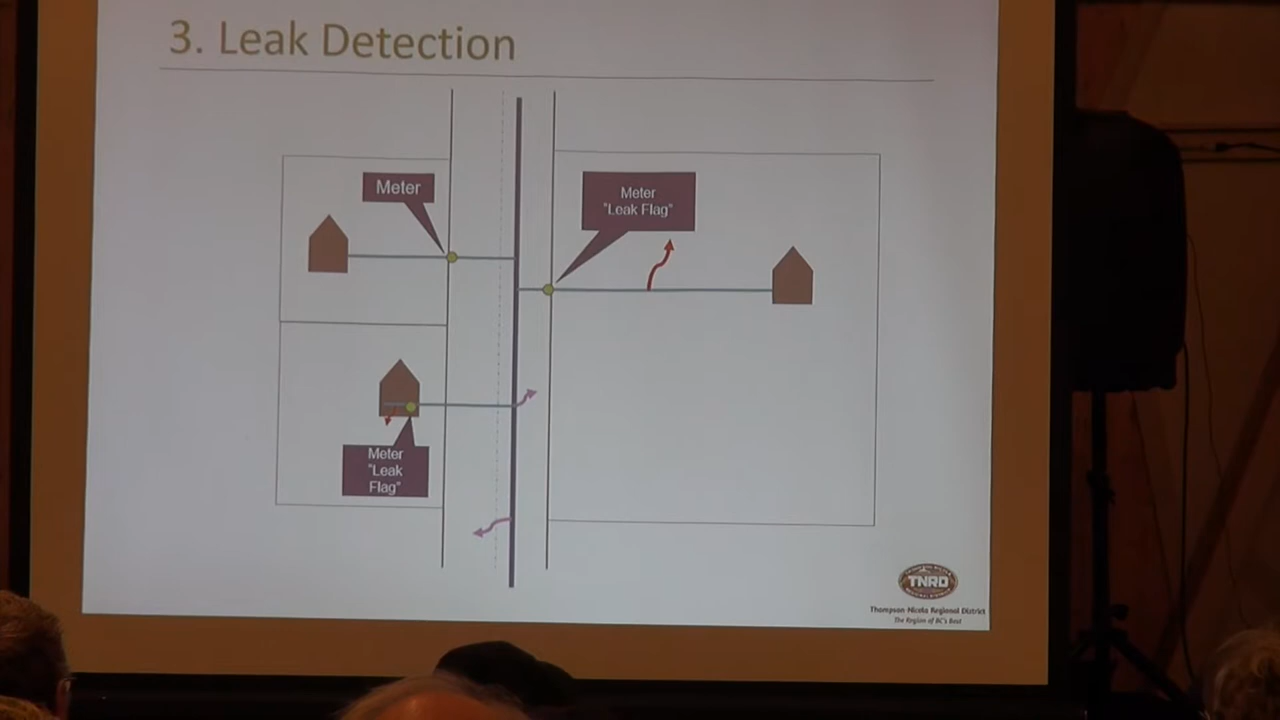 3. Leak Detection
Meter
Meter
"Leak Flag"
Meter
"Leak
Flag"
TNRD
Thompson-Nicola Regional District
The Region of BC's Best